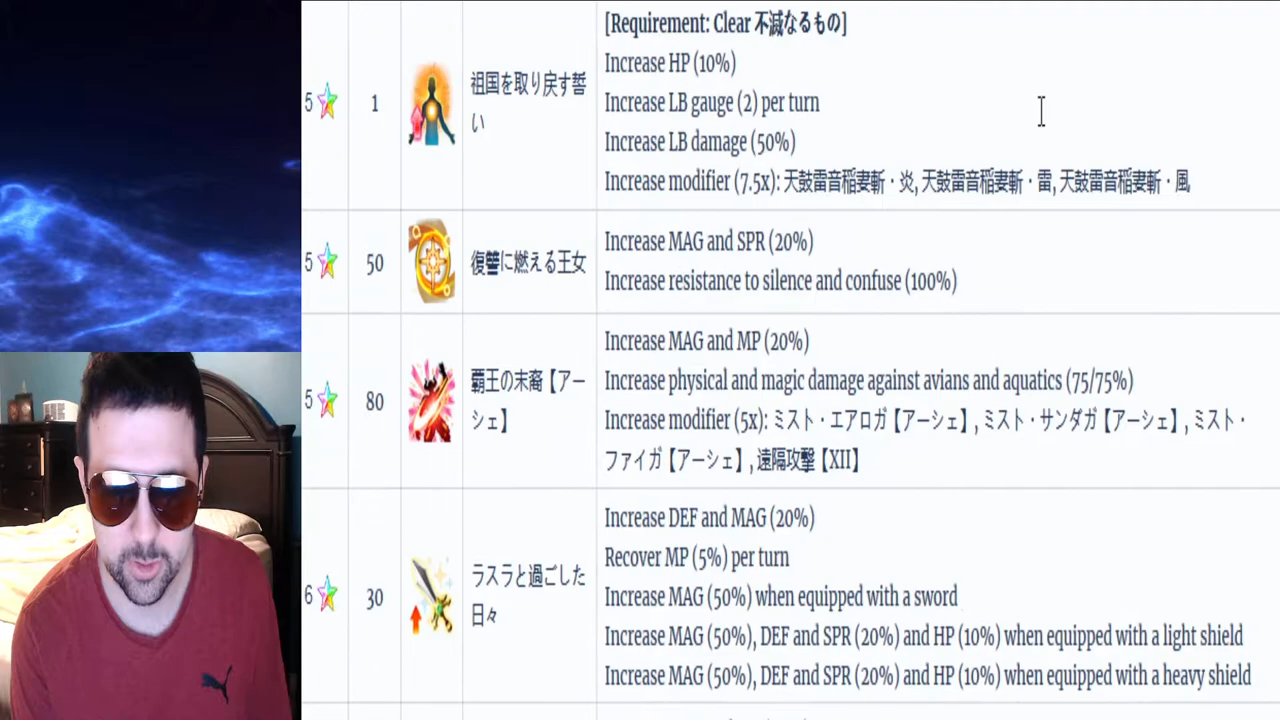 [Requirement: Clear 不滅なるもの]
Increase HP (10%)
Increase LB gauge (2) per turn
Increase LB damage (50%)
Increase modifier (7.5x): 天鼓雷音稲妻斬・炎, 天鼓雷音稲妻斬・雷, 天鼓雷音稲妻斬・風
5
1
祖国を取り戻す誓
い
5
50
復讐に燃える王女
Increase MAG and SPR (20%)
Increase resistance to silence and confuse (100%)
5
80
覇王の末裔【アー
シェ】
Increase MAG and MP (20%)
Increase physical and magic damage against avians and aquatics (75/75%)
Increase modifier (5x): ミスト・エアロガ【アーシェ】, ミスト・サンダガ【アーシェ】, ミスト・
ファイガ【アーシェ】, 遠隔攻撃【XII】
6
30
ラスラと過ごした
日々
Increase DEF and MAG (20%)
Recover MP (5%) per turn
Increase MAG (50%) when equipped with a sword
Increase MAG (50%), DEF and SPR (20%) and HP (10%) when equipped with a light shield
Increase MAG (50%), DEF and SPR (20%) and HP (10%) when equipped with a heavy shield